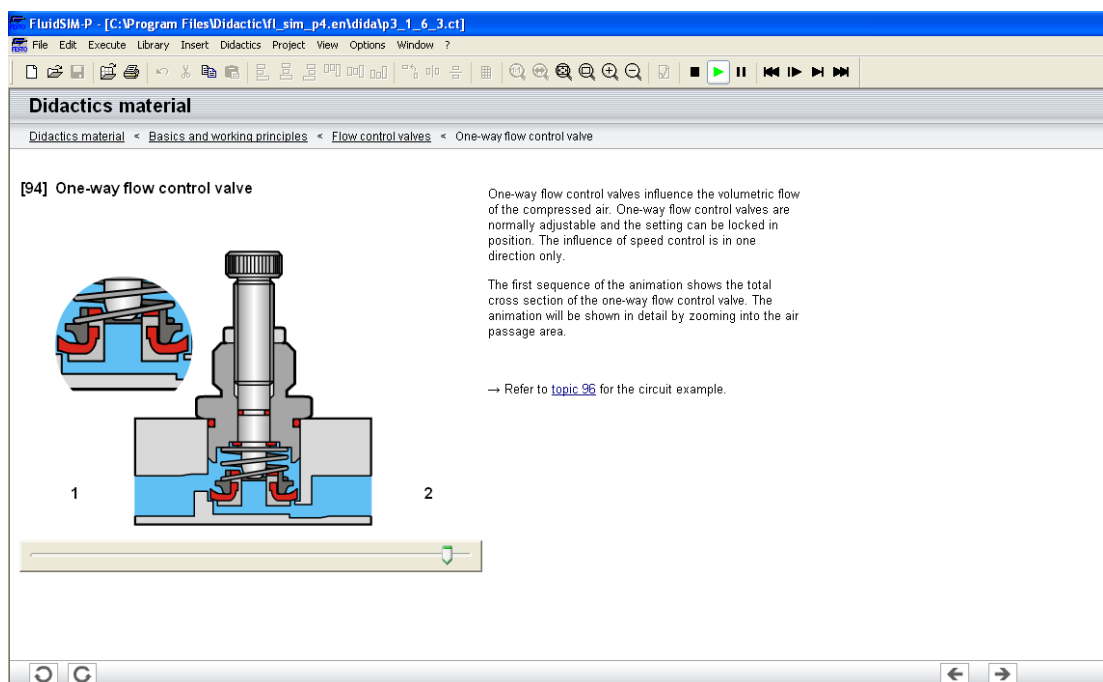 FluidSIM-P - [C:\Program Files\Didactic\fl_sim_p4.en\dida\p3_1_6_3.ct]
File Edit Execute Library Insert Didactics Project View Options Window ?
Didactics material
Didactics material < Basics and working principles < Flow control valves < One-way flow control valve
[94] One-way flow control valve
One-way flow control valves influence the volumetric flow
of the compressed air. One-way flow control valves are
normally adjustable and the setting can be locked in
position. The influence of speed control is in one
direction only.
The first sequence of the animation shows the total
cross section of the one-way flow control valve. The
animation will be shown in detail by zooming into the air
passage area.
→ Refer to topic 96 for the circuit example.
1
2